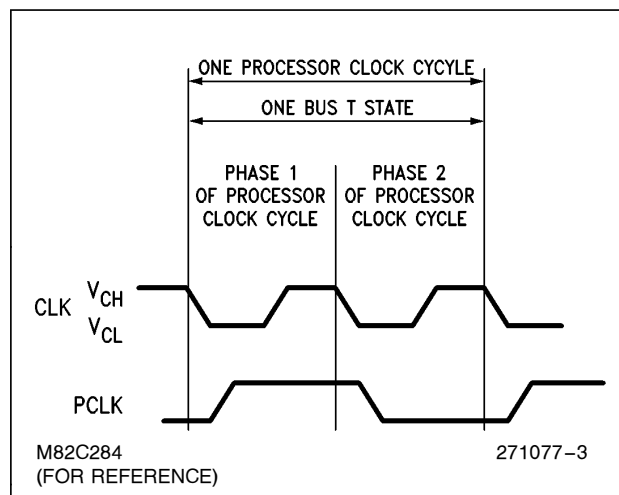 ONE PROCESSOR CLOCK CYCYLE
ONE BUS T STATE
PHASE 1
OF PROCESSOR
CLOCK CYCLE
PHASE 2
OF PROCESSOR
CLOCK CYCLE
CLK
VCH
VCL
PCLK
M82C284
(FOR REFERENCE)
271077–3